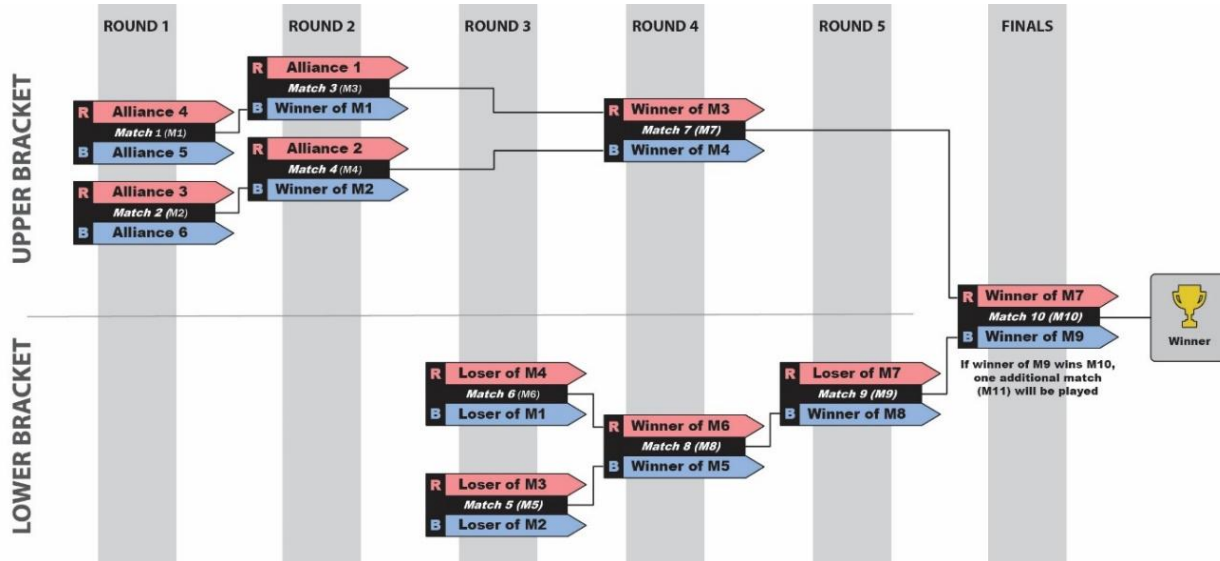 ROUND 1
ROUND 2
ROUND 3
ROUND 4
ROUND 5
FINALS
UPPER BRACKET
R Alliance 4
Match 1 (M1)
B Alliance 5
R Alliance 3
Match 2 (M2)
B Alliance 6
R Alliance 1
Match 3 (M3)
B Winner of M1
R Alliance 2
Match 4 (M4)
B Winner of M2
R Winner of M3
Match 7 (M7)
B Winner of M4
LOWER BRACKET
R Loser of M4
Match 6 (M6)
B Loser of M1
R Loser of M3
Match 5 (M5)
B Loser of M2
R Winner of M6
Match 8 (M8)
B Winner of M5
R Loser of M7
Match 9 (M9)
B Winner of M8
R Winner of M7
Match 10 (M10)
B Winner of M9
If winner of M9 wins M10,
one additional match
(M11) will be played
Winner